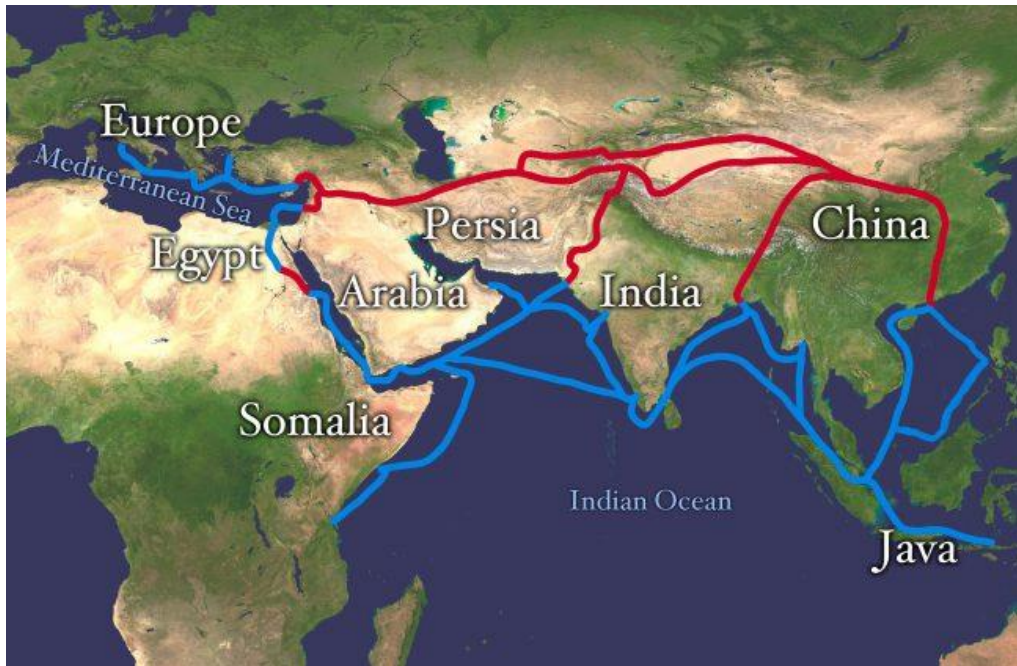 Europe
Mediterranean Sea
Egypt
Persia
China
Arabia
India
Somalia
Indian Ocean
Java